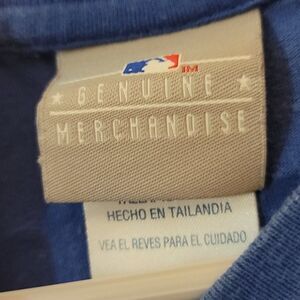 TM
GENUINE
MERCHANDISE
HECHO EN TAILANDIA
VEA EL REVES PARA EL CUIDADO